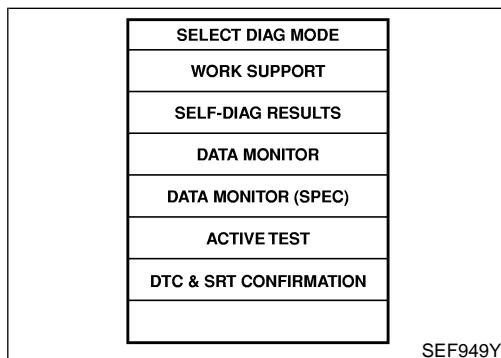 SELECT DIAG MODE
WORK SUPPORT
SELF-DIAG RESULTS
DATA MONITOR
DATA MONITOR (SPEC)
ACTIVE TEST
DTC & SRT CONFIRMATION
SEF949Y